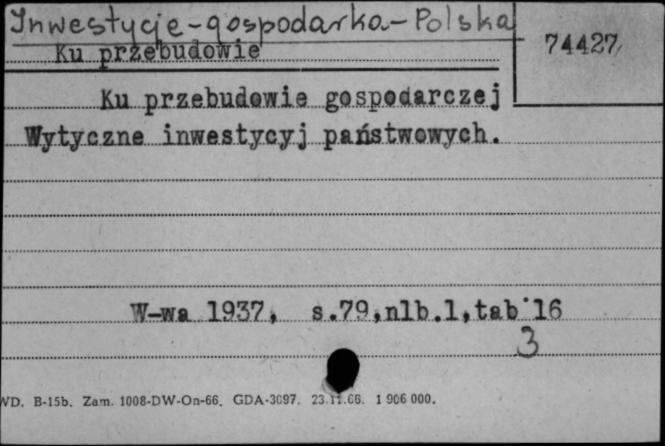 Inwestycje-gospodarka-Polska
74427
Ku przebudowie
Ku przebudowie gospodarczej
Wytyczne inwestycyj państwowych.
W-wa 1937, s.79,nlb.1,tab 16
3
WD. B-15b. Zam. 1008-DW-On-66. GDA-3097. 23.11.66. 1 906 000.